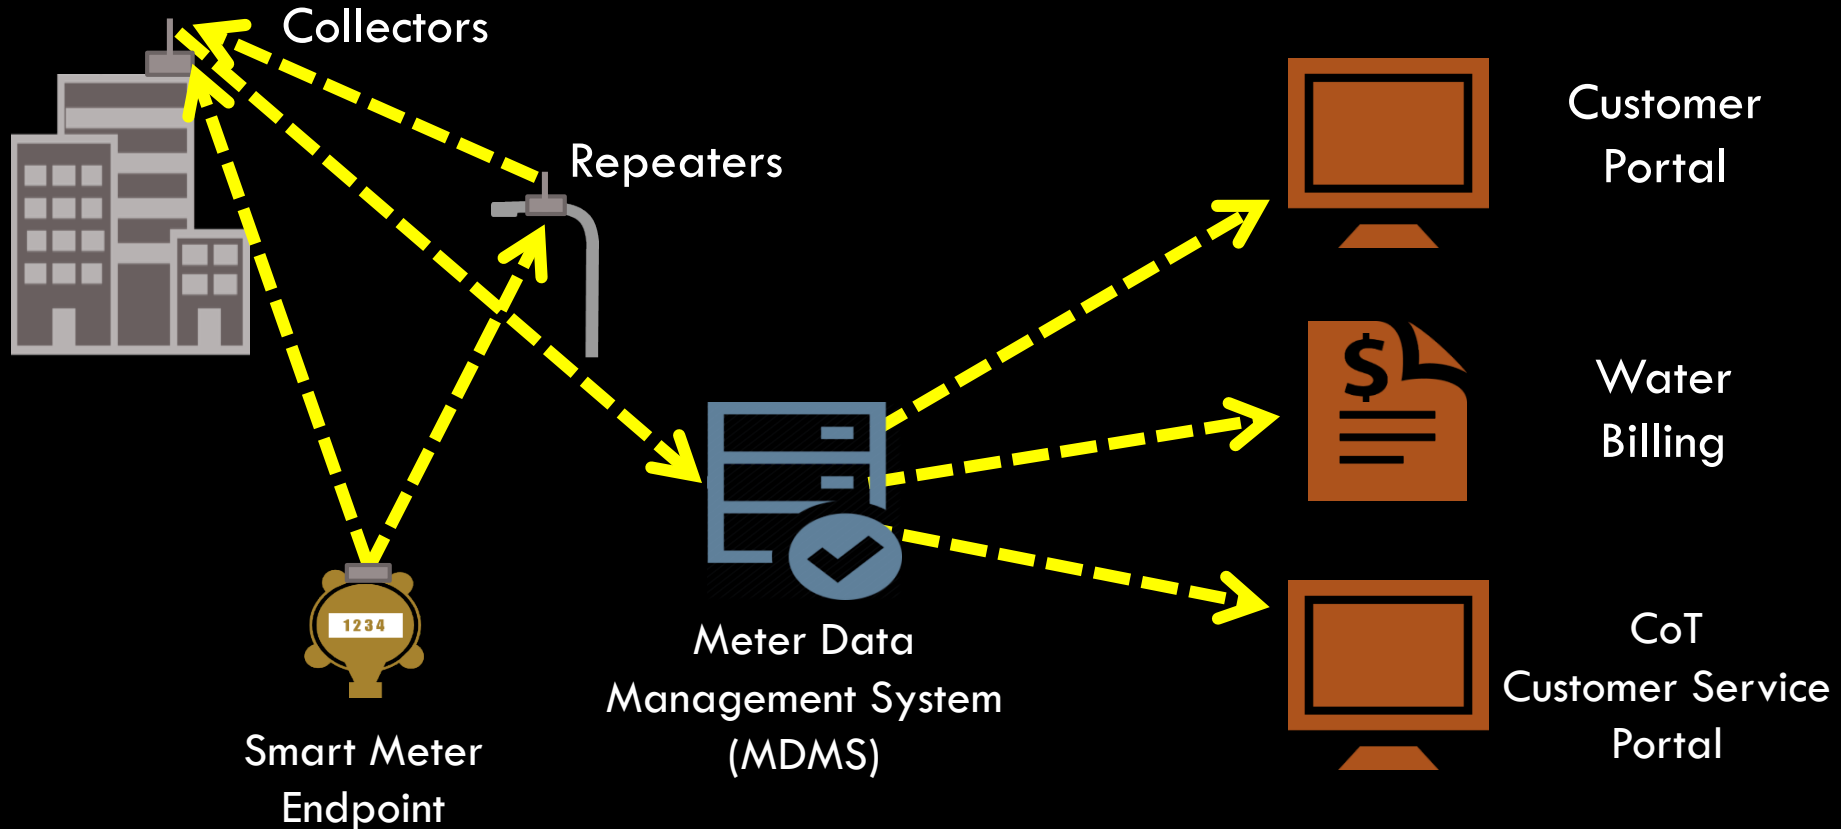 Collectors
Repeaters
Customer
Portal
$
Water
Billing
1234
Meter Data
Management System
(MDMS)
Smart Meter
Endpoint
CoT
Customer Service
Portal